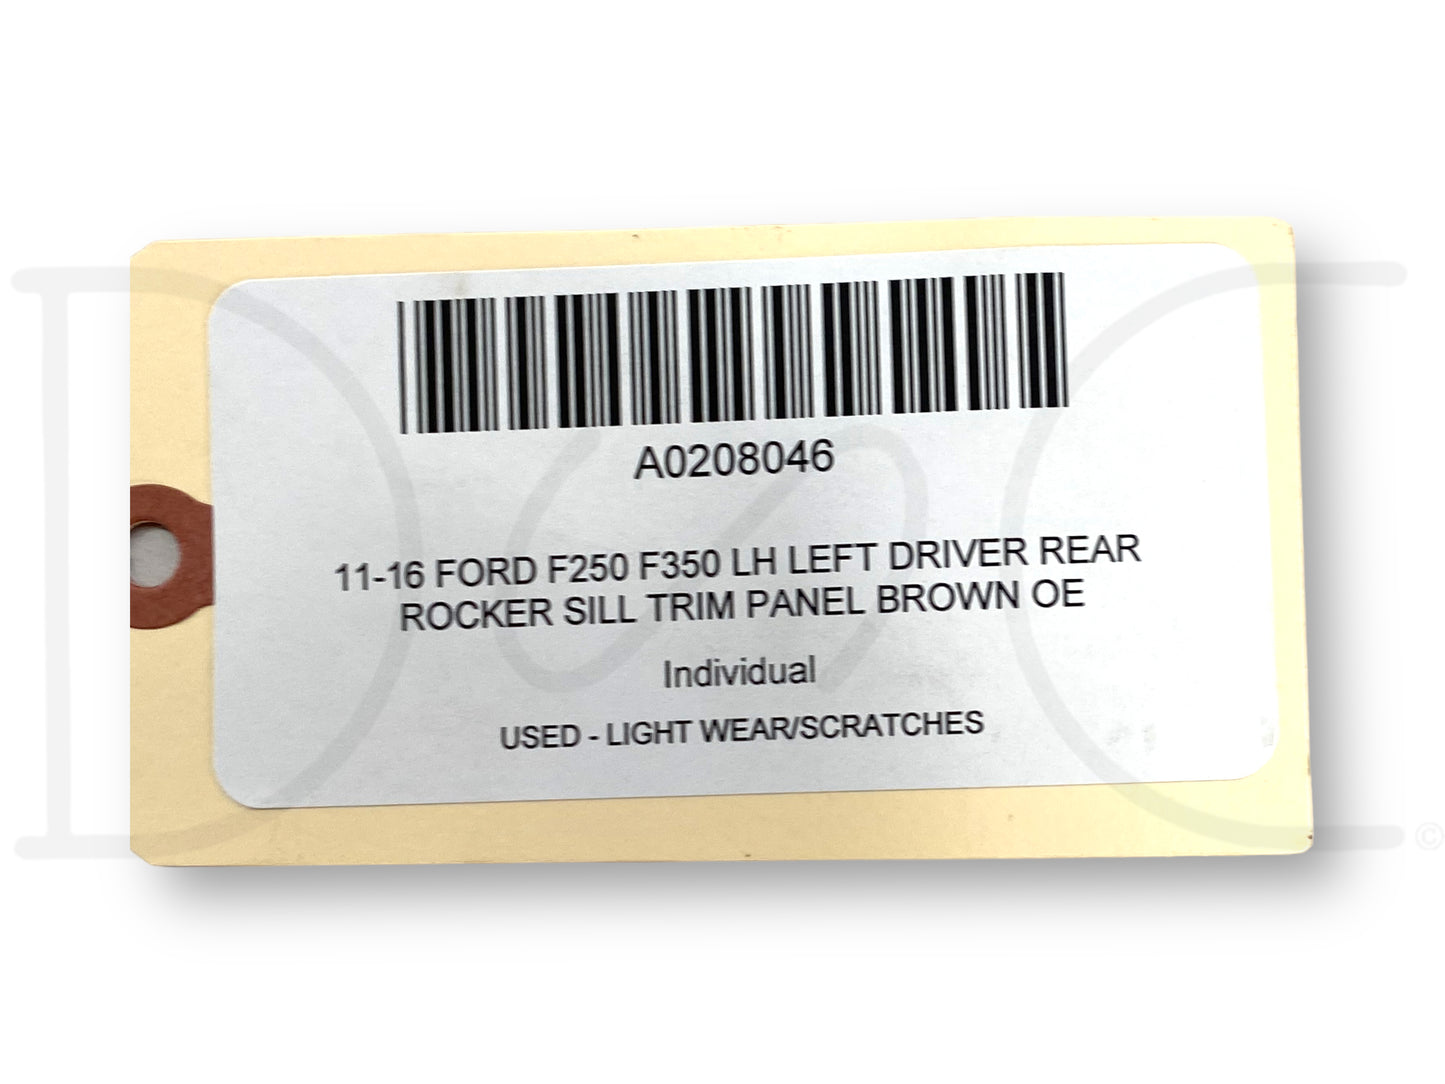 A0208046
11-16 FORD F250 F350 LH LEFT DRIVER REAR
ROCKER SILL TRIM PANEL BROWN OE
Individual
USED - LIGHT WEAR/SCRATCHES
©